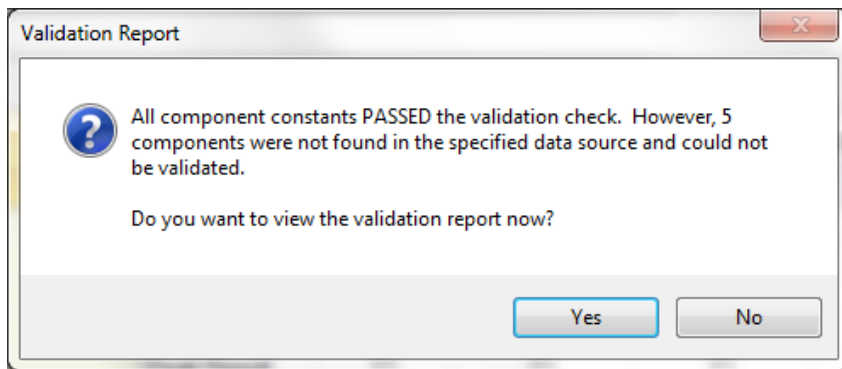 Validation Report
All component constants PASSED the validation check.  However, 5
components were not found in the specified data source and could not
be validated.
Do you want to view the validation report now?
Yes
No